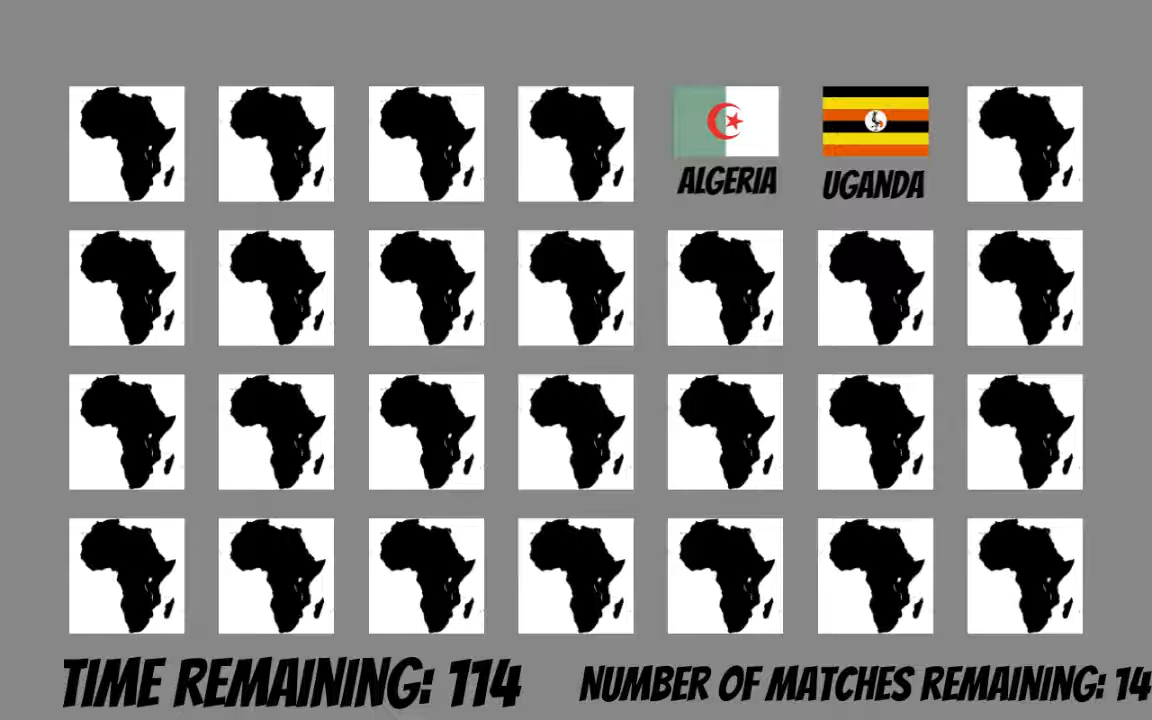 ALGERIA
UGANDA
TIME REMAINING: 114
NUMBER OF MATCHES REMAINING: 14